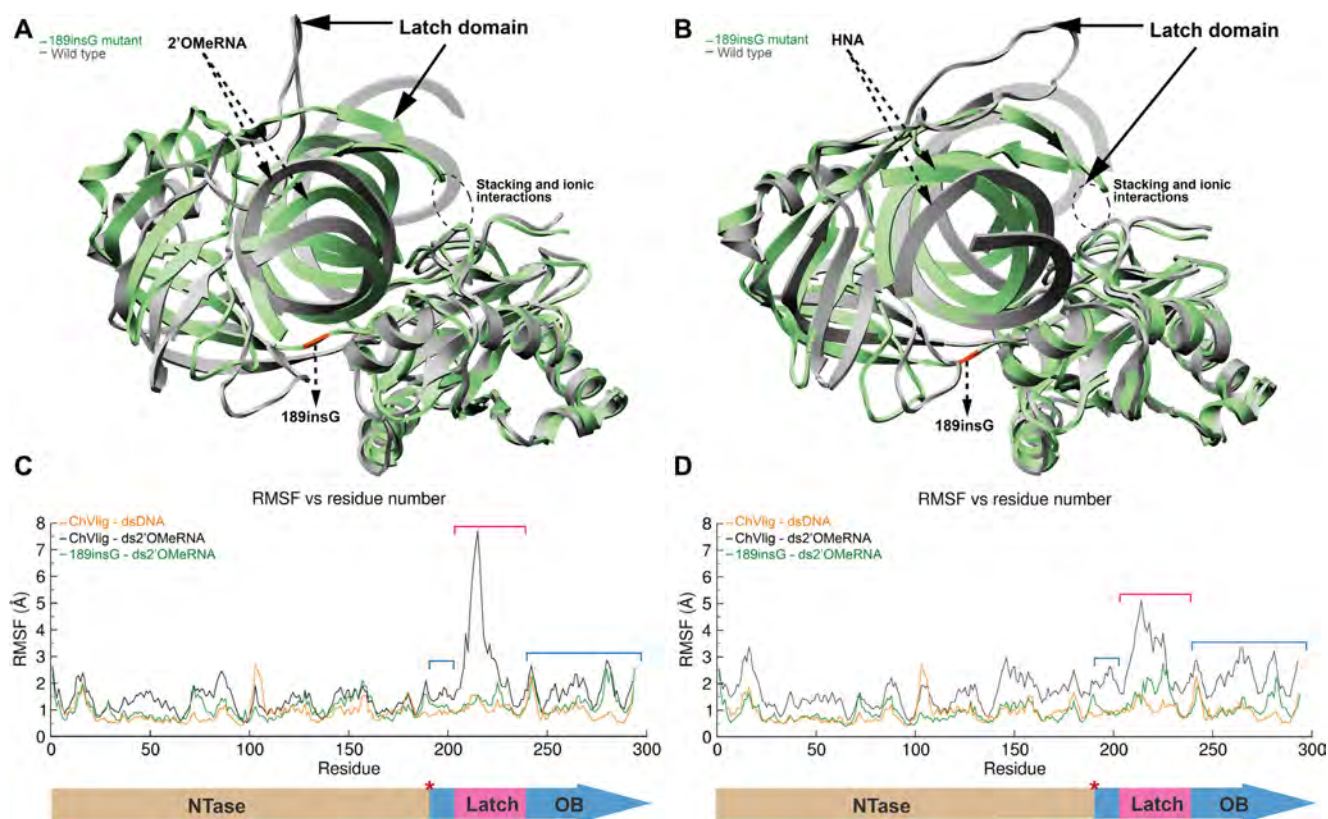 A
– 189insG mutant
– Wild type
2'OMeRNA
Latch domain
Stacking and ionic
interactions
189insG
B
– 189insG mutant
– Wild type
HNA
Latch domain
Stacking and ionic
interactions
189insG
C
RMSF vs residue number
– ChVlig - dsDNA
– ChVlig - ds2'OMeRNA
– 189insG - ds2'OMeRNA
RMSF (Å)
8
7
6
5
4
3
2
1
0
0 50 100 150 200 250 300
Residue
*
NTase Latch OB
D
RMSF vs residue number
– ChVlig - dsDNA
– ChVlig - ds2'OMeRNA
– 189insG - ds2'OMeRNA
RMSF (Å)
8
7
6
5
4
3
2
1
0
0 50 100 150 200 250 300
Residue
*
NTase Latch OB